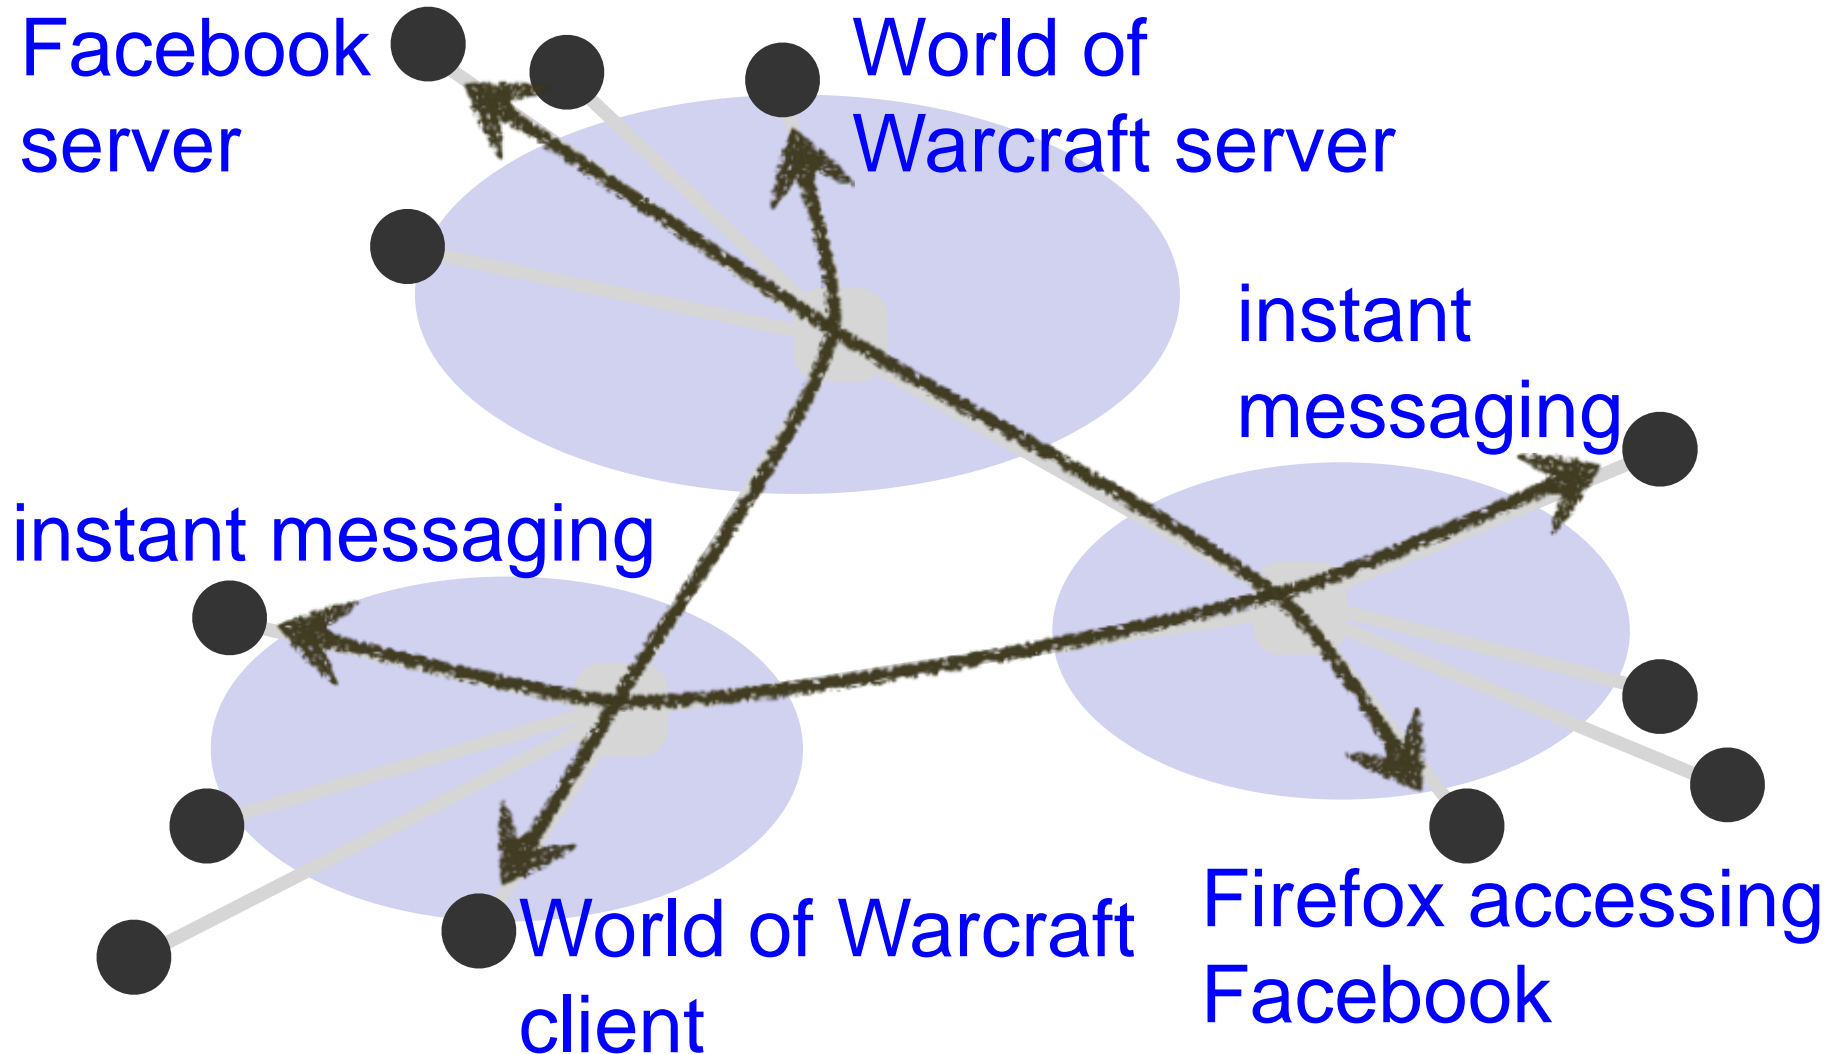 Facebook
server
World of
Warcraft server
instant
messaging
instant messaging
World of Warcraft
client
Firefox accessing
Facebook